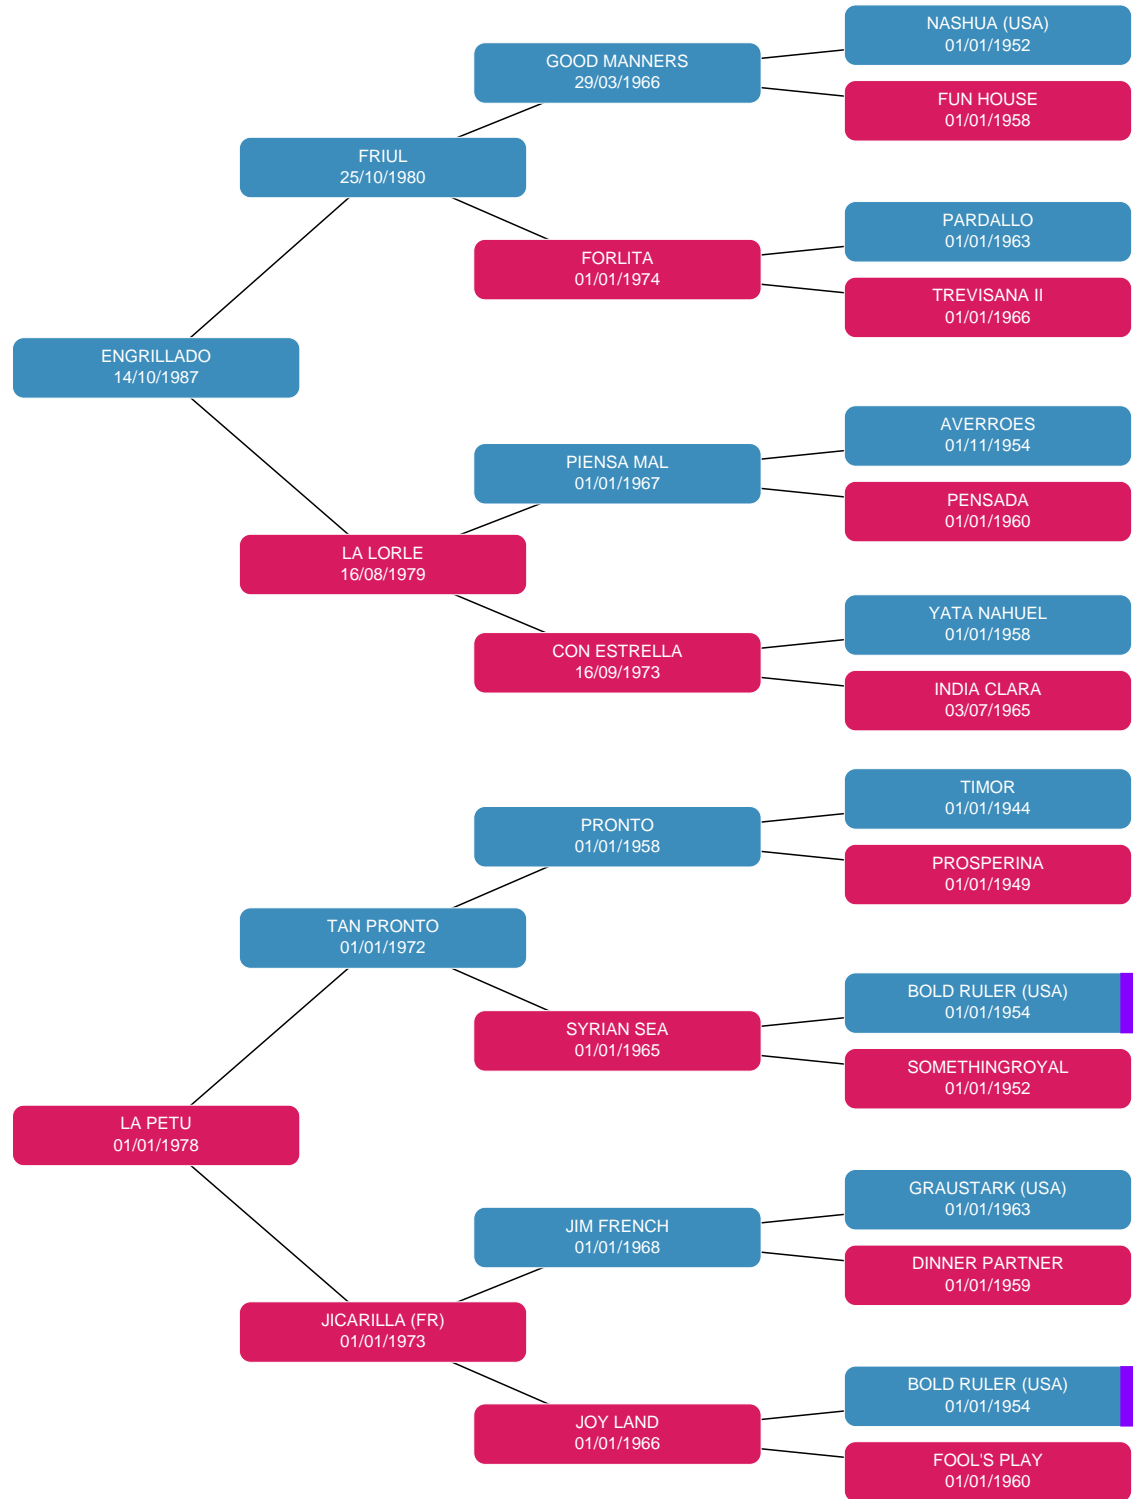 NASHUA (USA)
01/01/1952
GOOD MANNERS
29/03/1966
FUN HOUSE
01/01/1958
FRIUL
25/10/1980
PARDALLO
01/01/1963
FORLITA
01/01/1974
TREVISANA II
01/01/1966
ENGRILLADO
14/10/1987
AVERROES
01/11/1954
PIENSA MAL
01/01/1967
PENSADA
01/01/1960
LA LORLE
16/08/1979
YATA NAHUEL
01/01/1958
CON ESTRELLA
16/09/1973
INDIA CLARA
03/07/1965
TIMOR
01/01/1944
PRONTO
01/01/1958
PROSPERINA
01/01/1949
TAN PRONTO
01/01/1972
BOLD RULER (USA)
01/01/1954
SYRIAN SEA
01/01/1965
SOMETHINGROYAL
01/01/1952
LA PETU
01/01/1978
GRAUSTARK (USA)
01/01/1963
JIM FRENCH
01/01/1968
DINNER PARTNER
01/01/1959
JICARILLA (FR)
01/01/1973
BOLD RULER (USA)
01/01/1954
JOY LAND
01/01/1966
FOOL'S PLAY
01/01/1960